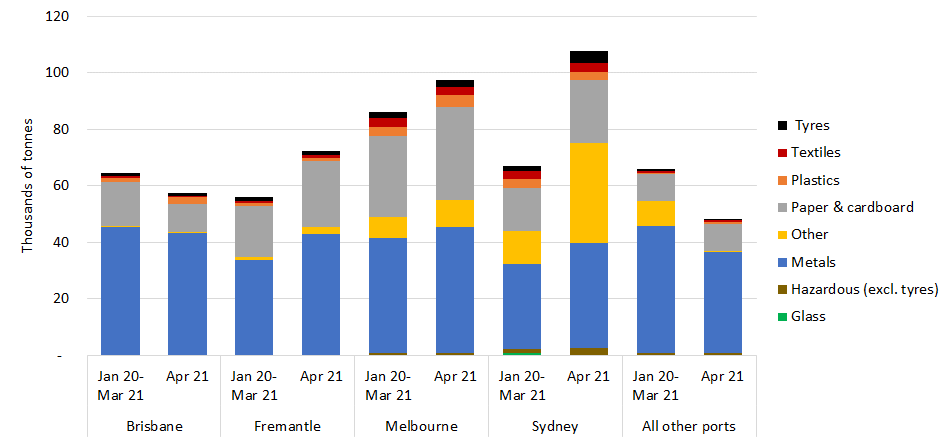 120
100
80
60
40
20
-
Thousands of tonnes
Jan 20-
Mar 21
Apr 21
Jan 20-
Mar 21
Apr 21
Jan 20-
Mar 21
Apr 21
Jan 20-
Mar 21
Apr 21
Jan 20-
Mar 21
Apr 21
Brisbane
Fremantle
Melbourne
Sydney
All other ports
Tyres
Textiles
Plastics
Paper & cardboard
Other
Metals
Hazardous (excl. tyres)
Glass